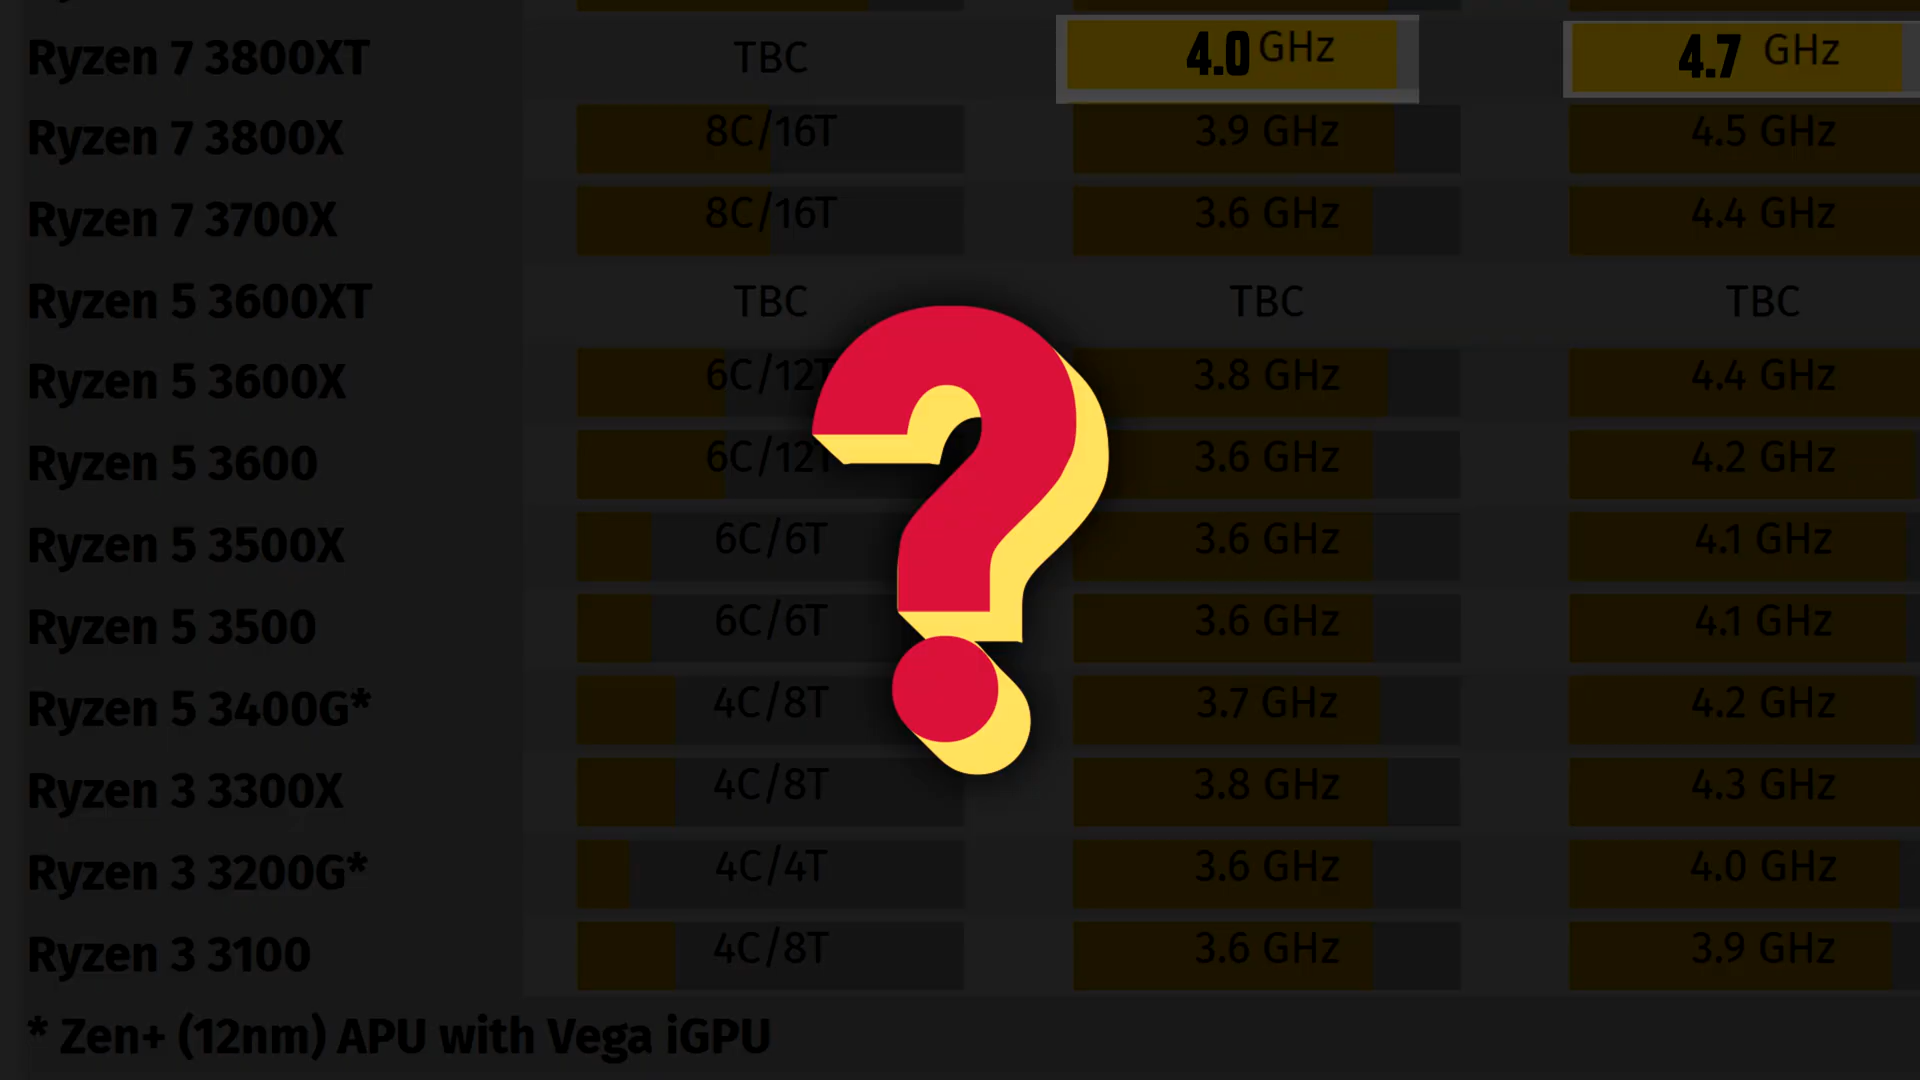 Ryzen 7 3800XT TBC 4.0 GHz 4.7 GHz
Ryzen 7 3800X 8C/16T 3.9 GHz 4.5 GHz
Ryzen 7 3700X 8C/16T 3.6 GHz 4.4 GHz
Ryzen 5 3600XT TBC TBC TBC
Ryzen 5 3600X 6C/12T 3.8 GHz 4.4 GHz
Ryzen 5 3600 6C/12T 3.6 GHz 4.2 GHz
Ryzen 5 3500X 6C/6T 3.6 GHz 4.1 GHz
?
Ryzen 5 3500 6C/6T 3.6 GHz 4.1 GHz
Ryzen 5 3400G* 4C/8T 3.7 GHz 4.2 GHz
Ryzen 3 3300X 4C/8T 3.8 GHz 4.3 GHz
Ryzen 3 3200G* 4C/4T 3.6 GHz 4.0 GHz
Ryzen 3 3100 4C/8T 3.6 GHz 3.9 GHz
* Zen+ (12nm) APU with Vega iGPU